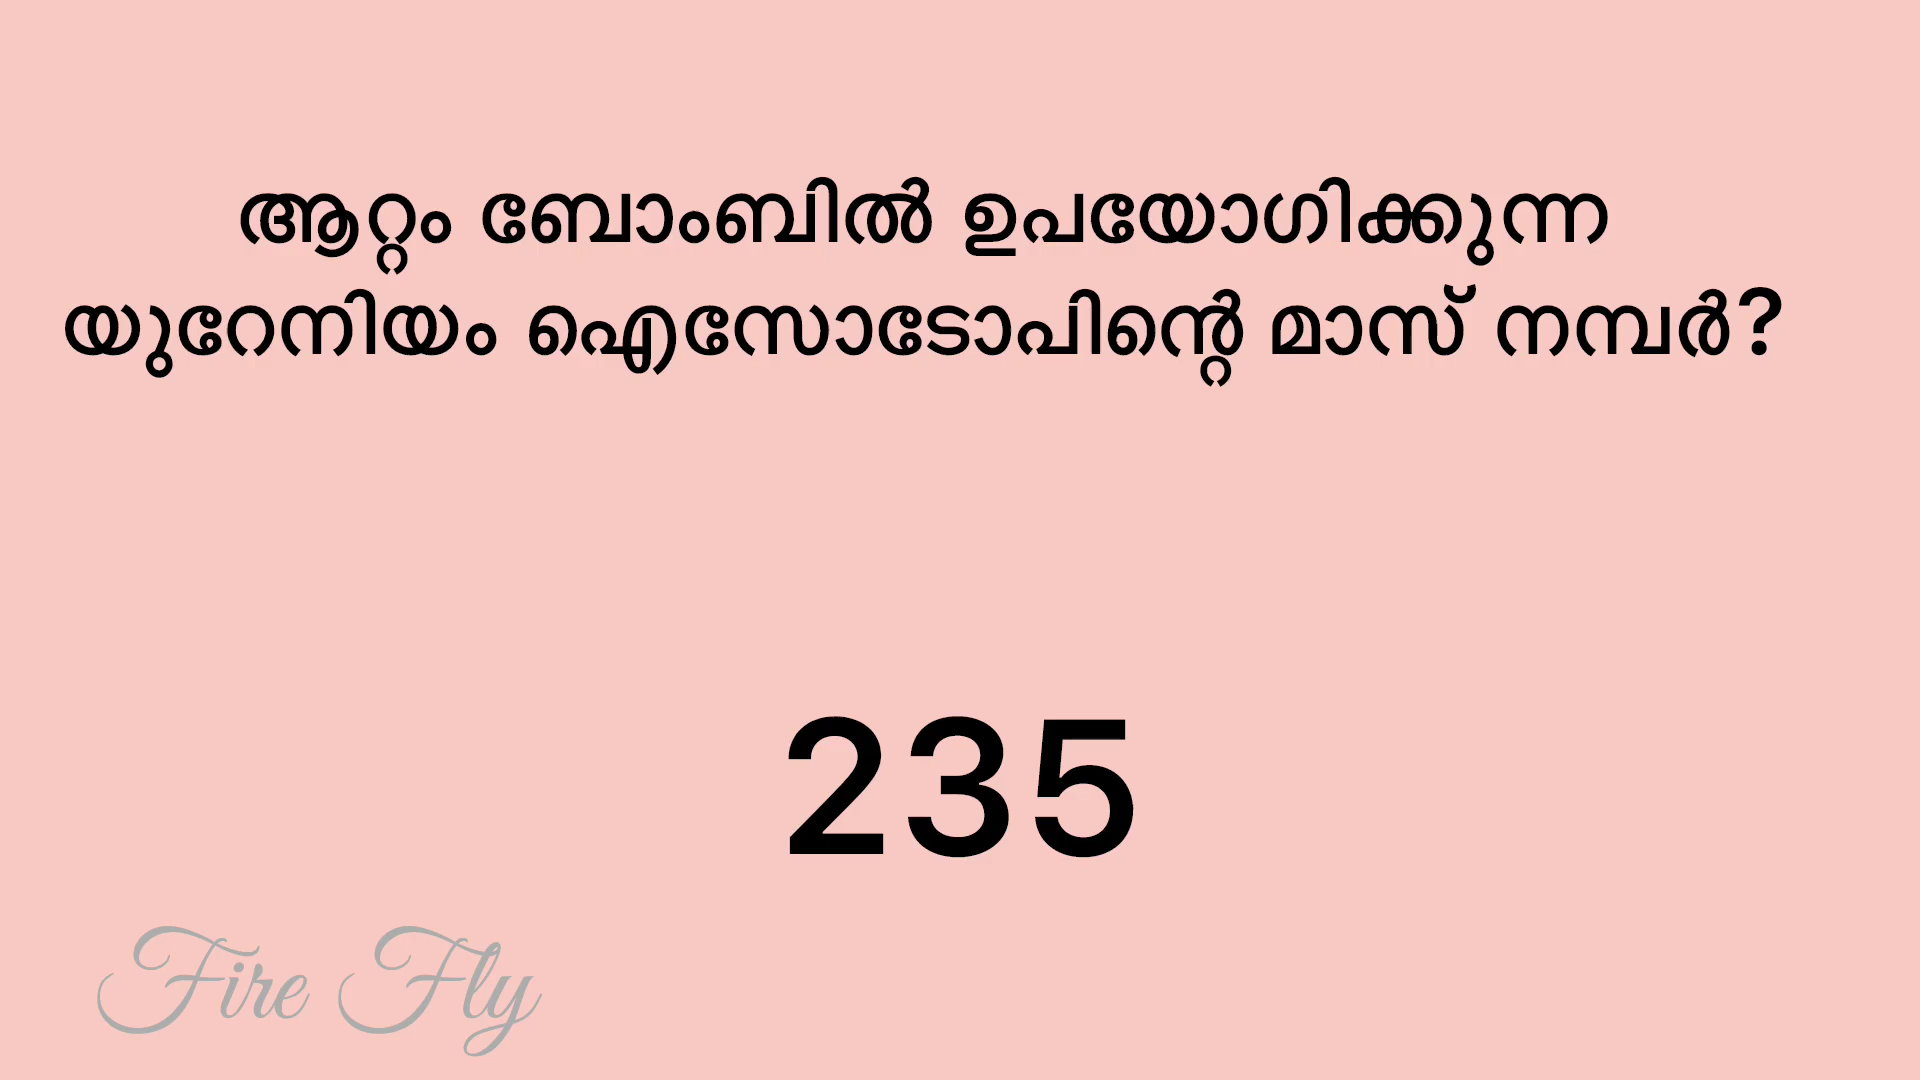 ആറ്റം ബോംബിൽ ഉപയോഗിക്കുന്ന
യുറേനിയം ഐസോടോപിന്റെ മാസ് നമ്പർ?
235
Fire Fly